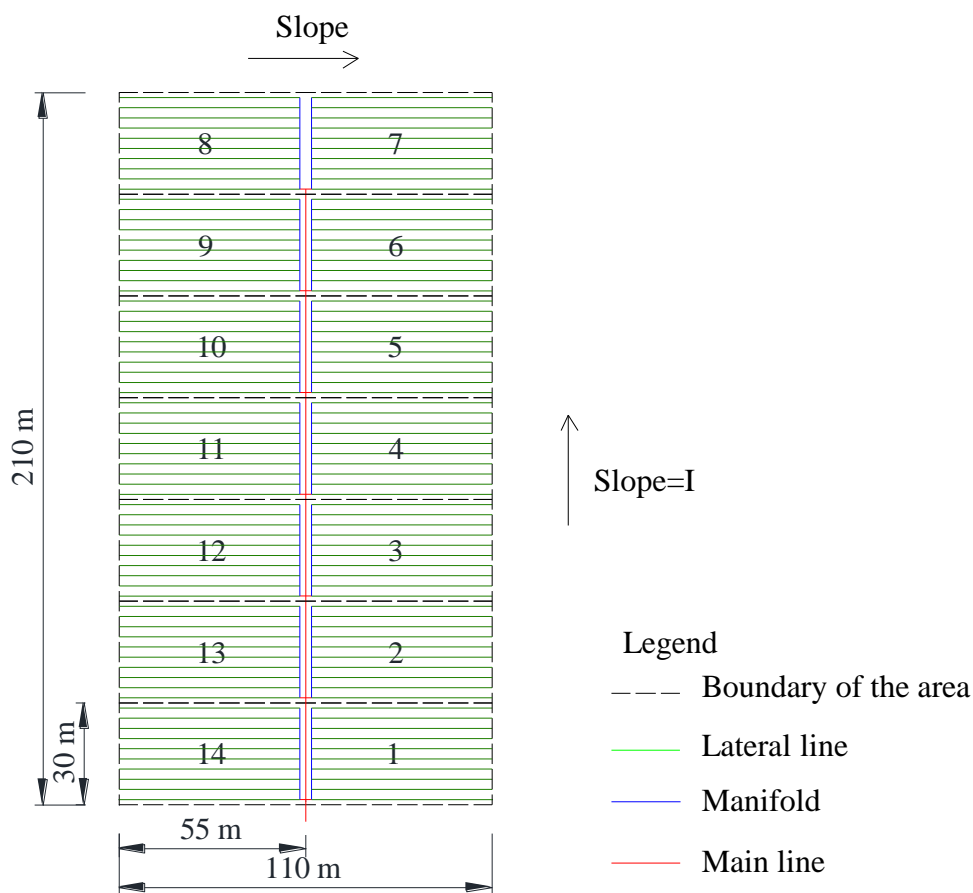 Slope
8 7
9 6
10 5
11 4
210 m
Slope=I
12 3
13 2
14 1
30 m
55 m
110 m
Legend
Boundary of the area
Lateral line
Manifold
Main line